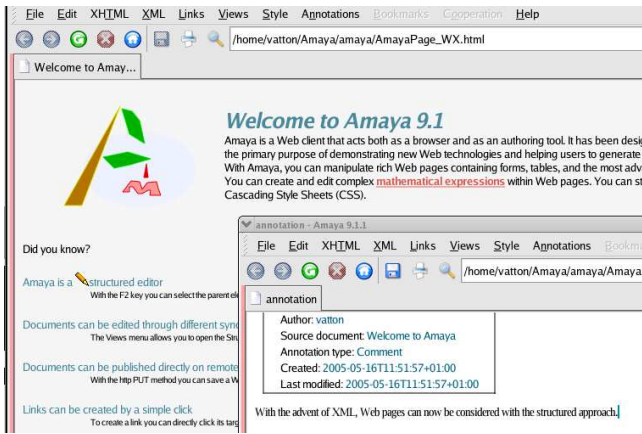 File Edit XHTML XML Links Views Style Annotations Bookmarks Cooperation Help
/home/vatton/Amaya/amaya/AmayaPage_WX.html
Welcome to Amay...
Welcome to Amaya 9.1
Amaya is a Web client that acts both as a browser and as an authoring tool. It has been desi
the primary purpose of demonstrating new Web technologies and helping users to generate
With Amaya, you can manipulate rich Web pages containing forms, tables, and the most adv
You can create and edit complex mathematical expressions within Web pages. You can st
Cascading Style Sheets (CSS).
Did you know?
Amaya is a structured editor
With the F2 key you can select the parent ele
Documents can be edited through different sync
The Views menu allows you to open the Stru
Documents can be published directly on remote
With the http PUT method you can save a W
Links can be created by a simple click
To create a link you can directly click its targ
annotation - Amaya 9.1.1
File Edit XHTML XML Links Views Style Annotations Bookma
/home/vatton/Amaya/amaya/Amaya
annotation
Author: vatton
Source document: Welcome to Amaya
Annotation type: Comment
Created: 2005-05-16T11:51:57+01:00
Last modified: 2005-05-16T11:51:57+01:00
With the advent of XML, Web pages can now be considered with the structured approach.